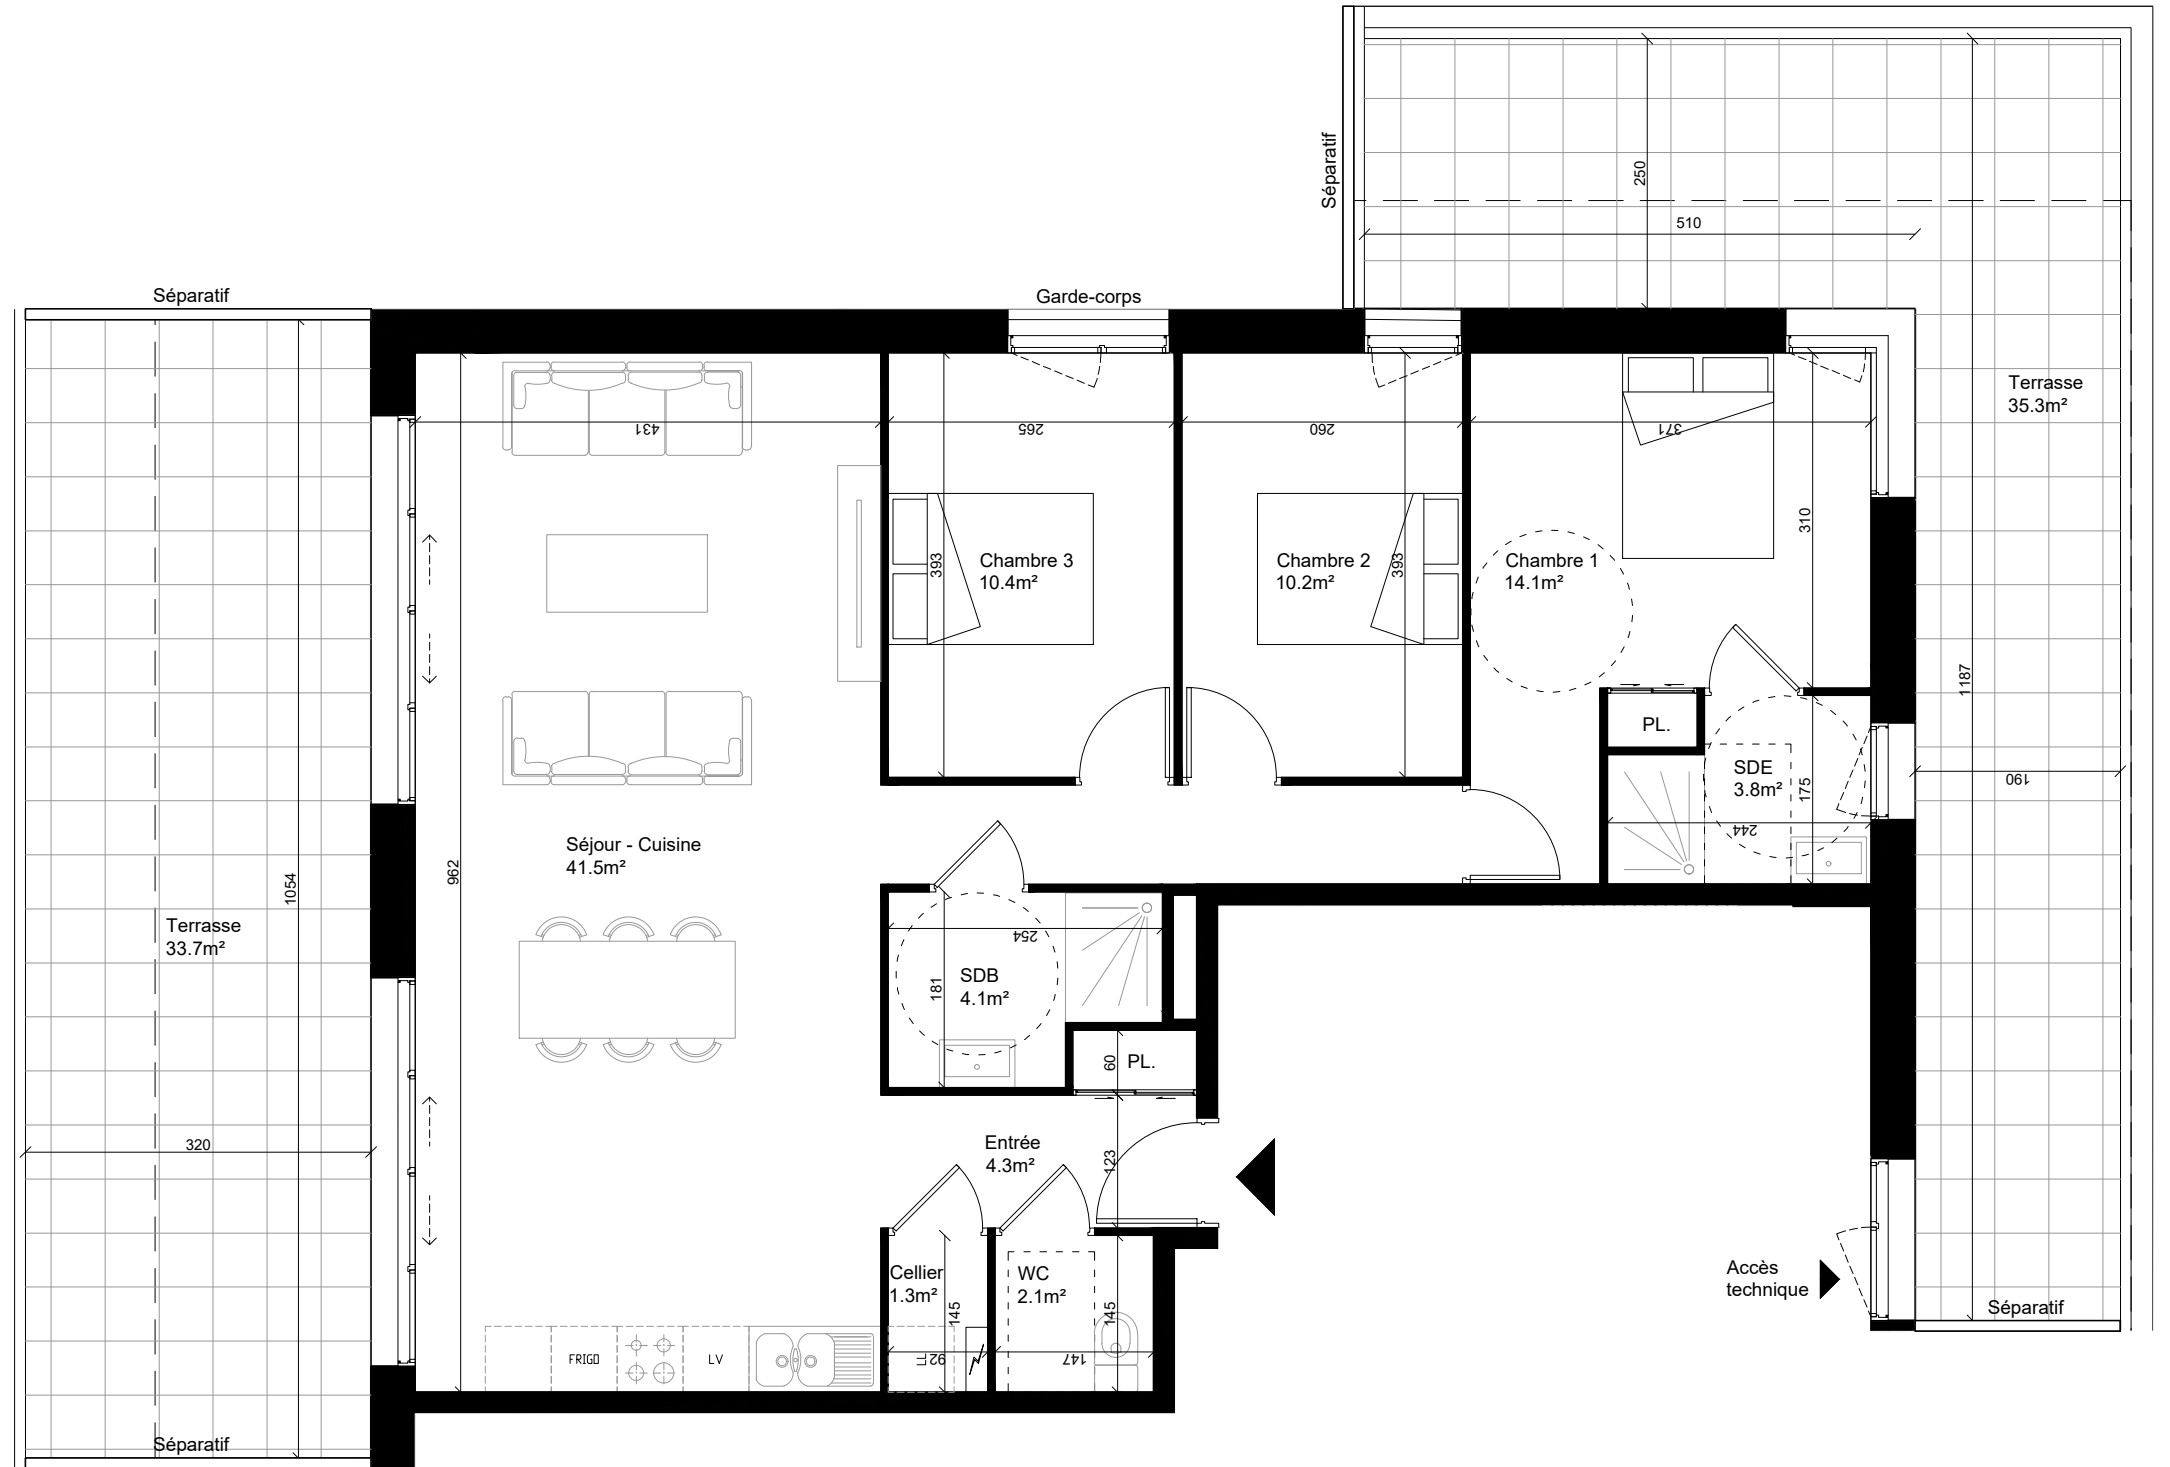 Séparatif
250
510
Séparatif
Garde-corps
Terrasse
35.3m²
431
265
260
371
310
393
Chambre 3
10.4m²
Chambre 2
10.2m²
393
Chambre 1
14.1m²
1187
PL.
SDE
3.8m²
175
190
244
Séjour - Cuisine
41.5m²
962
1054
Terrasse
33.7m²
254
SDB
4.1m²
181
60
PL.
320
Entrée
4.3m²
123
Cellier
1.3m²
145
WC
2.1m²
145
Accès
technique
Séparatif
FRIGO
LV
LL
92
147
Séparatif